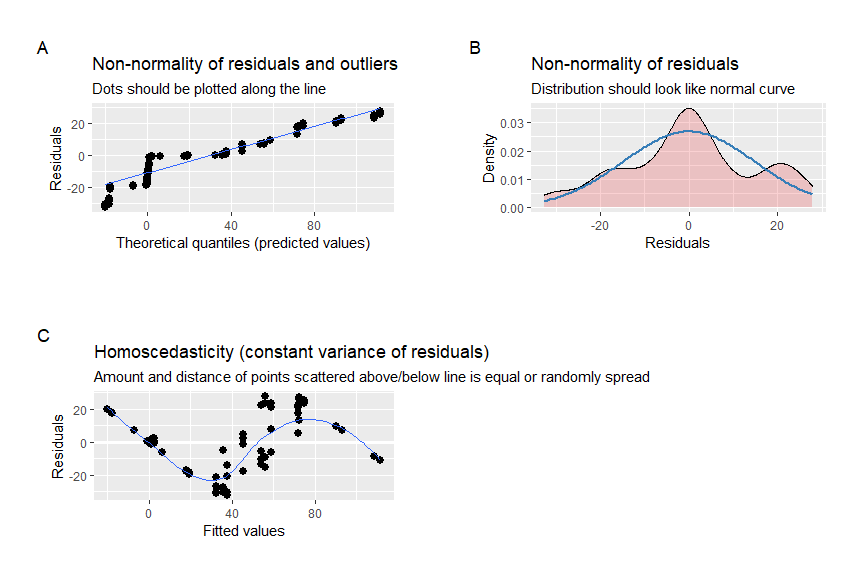 A
Non-normality of residuals and outliers
Dots should be plotted along the line
Residuals
20
0
-20
0
40
80
Theoretical quantiles (predicted values)
B
Non-normality of residuals
Distribution should look like normal curve
Density
0.03
0.02
0.01
0.00
-20
0
20
Residuals
C
Homoscedasticity (constant variance of residuals)
Amount and distance of points scattered above/below line is equal or randomly spread
Residuals
20
0
-20
0
40
80
Fitted values